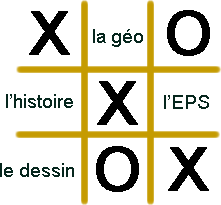 X la géo O
l'histoire X l'EPS
le dessin O X